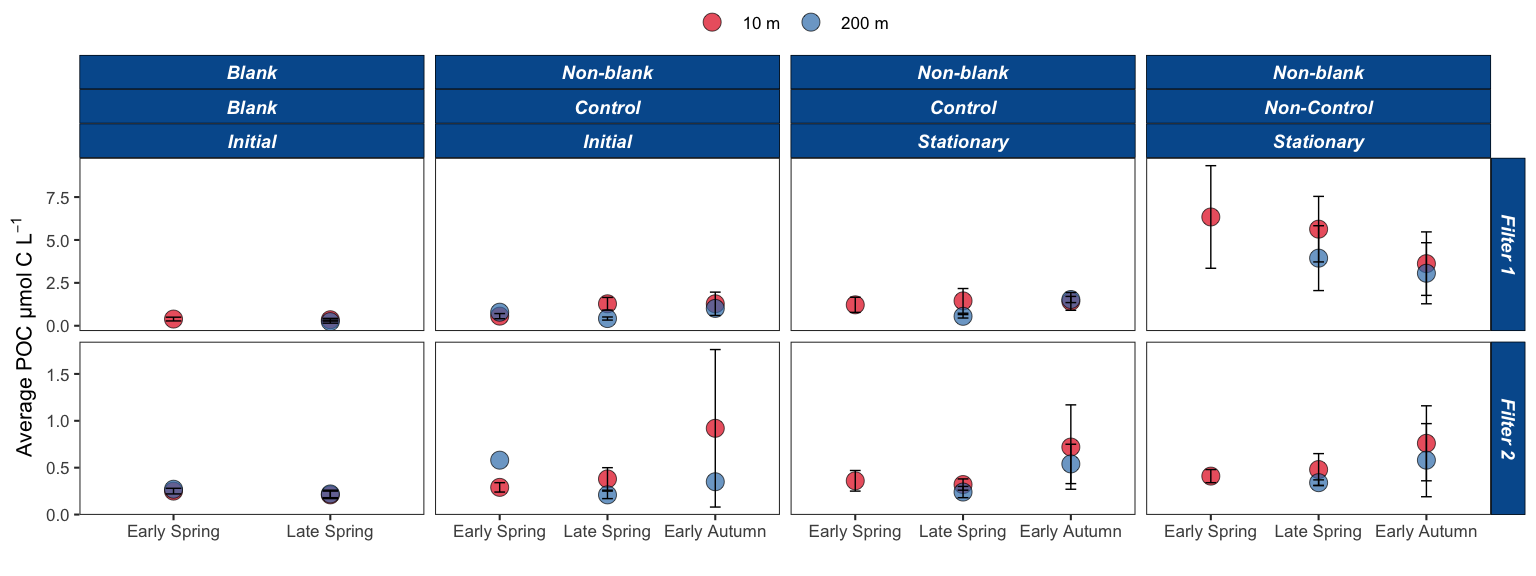 10 m 200 m
Blank Non-blank Non-blank Non-blank
Blank Control Control Non-Control
Initial Initial Stationary Stationary
Average POC μmol C L⁻¹
7.5
5.0
2.5
0.0
Filter 1
1.5
1.0
0.5
0.0
Filter 2
Early Spring Late Spring Early Spring Late Spring Early Autumn Early Spring Late Spring Early Autumn Early Spring Late Spring Early Autumn